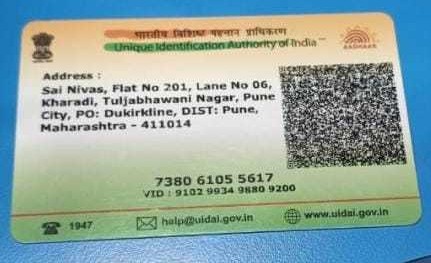 भारतीय विशिष्ट पहचान प्राधिकरण
Unique Identification Authority of India
AADHAAR
Address :
Sai Nivas, Flat No 201, Lane No 06,
Kharadi, Tuljabhawani Nagar, Pune
City, PO: Dukirkline, DIST: Pune,
Maharashtra - 411014
7380 6105 5617
VID : 9102 9934 9880 9200
1947 help@uidai.gov.in www.uidai.gov.in